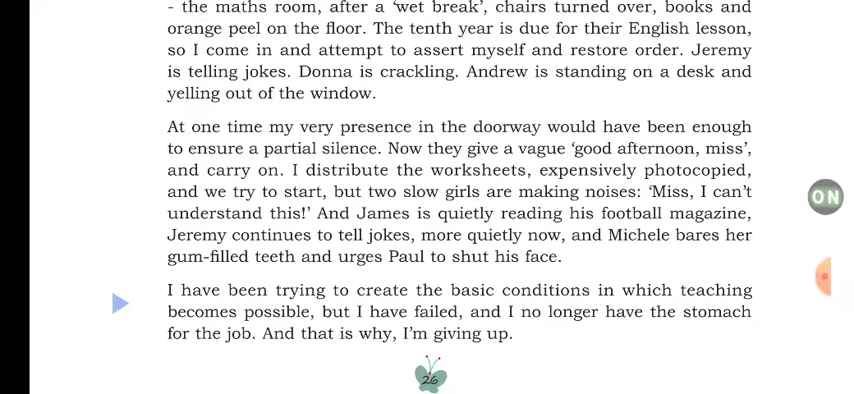 - the maths room, after a ‘wet break’, chairs turned over, books and
orange peel on the floor. The tenth year is due for their English lesson,
so I come in and attempt to assert myself and restore order. Jeremy
is telling jokes. Donna is crackling. Andrew is standing on a desk and
yelling out of the window.
At one time my very presence in the doorway would have been enough
to ensure a partial silence. Now they give a vague ‘good afternoon, miss’,
and carry on. I distribute the worksheets, expensively photocopied,
and we try to start, but two slow girls are making noises: ‘Miss, I can’t
understand this!’ And James is quietly reading his football magazine,
Jeremy continues to tell jokes, more quietly now, and Michele bares her
gum-filled teeth and urges Paul to shut his face.
I have been trying to create the basic conditions in which teaching
becomes possible, but I have failed, and I no longer have the stomach
for the job. And that is why, I’m giving up.
26
ON